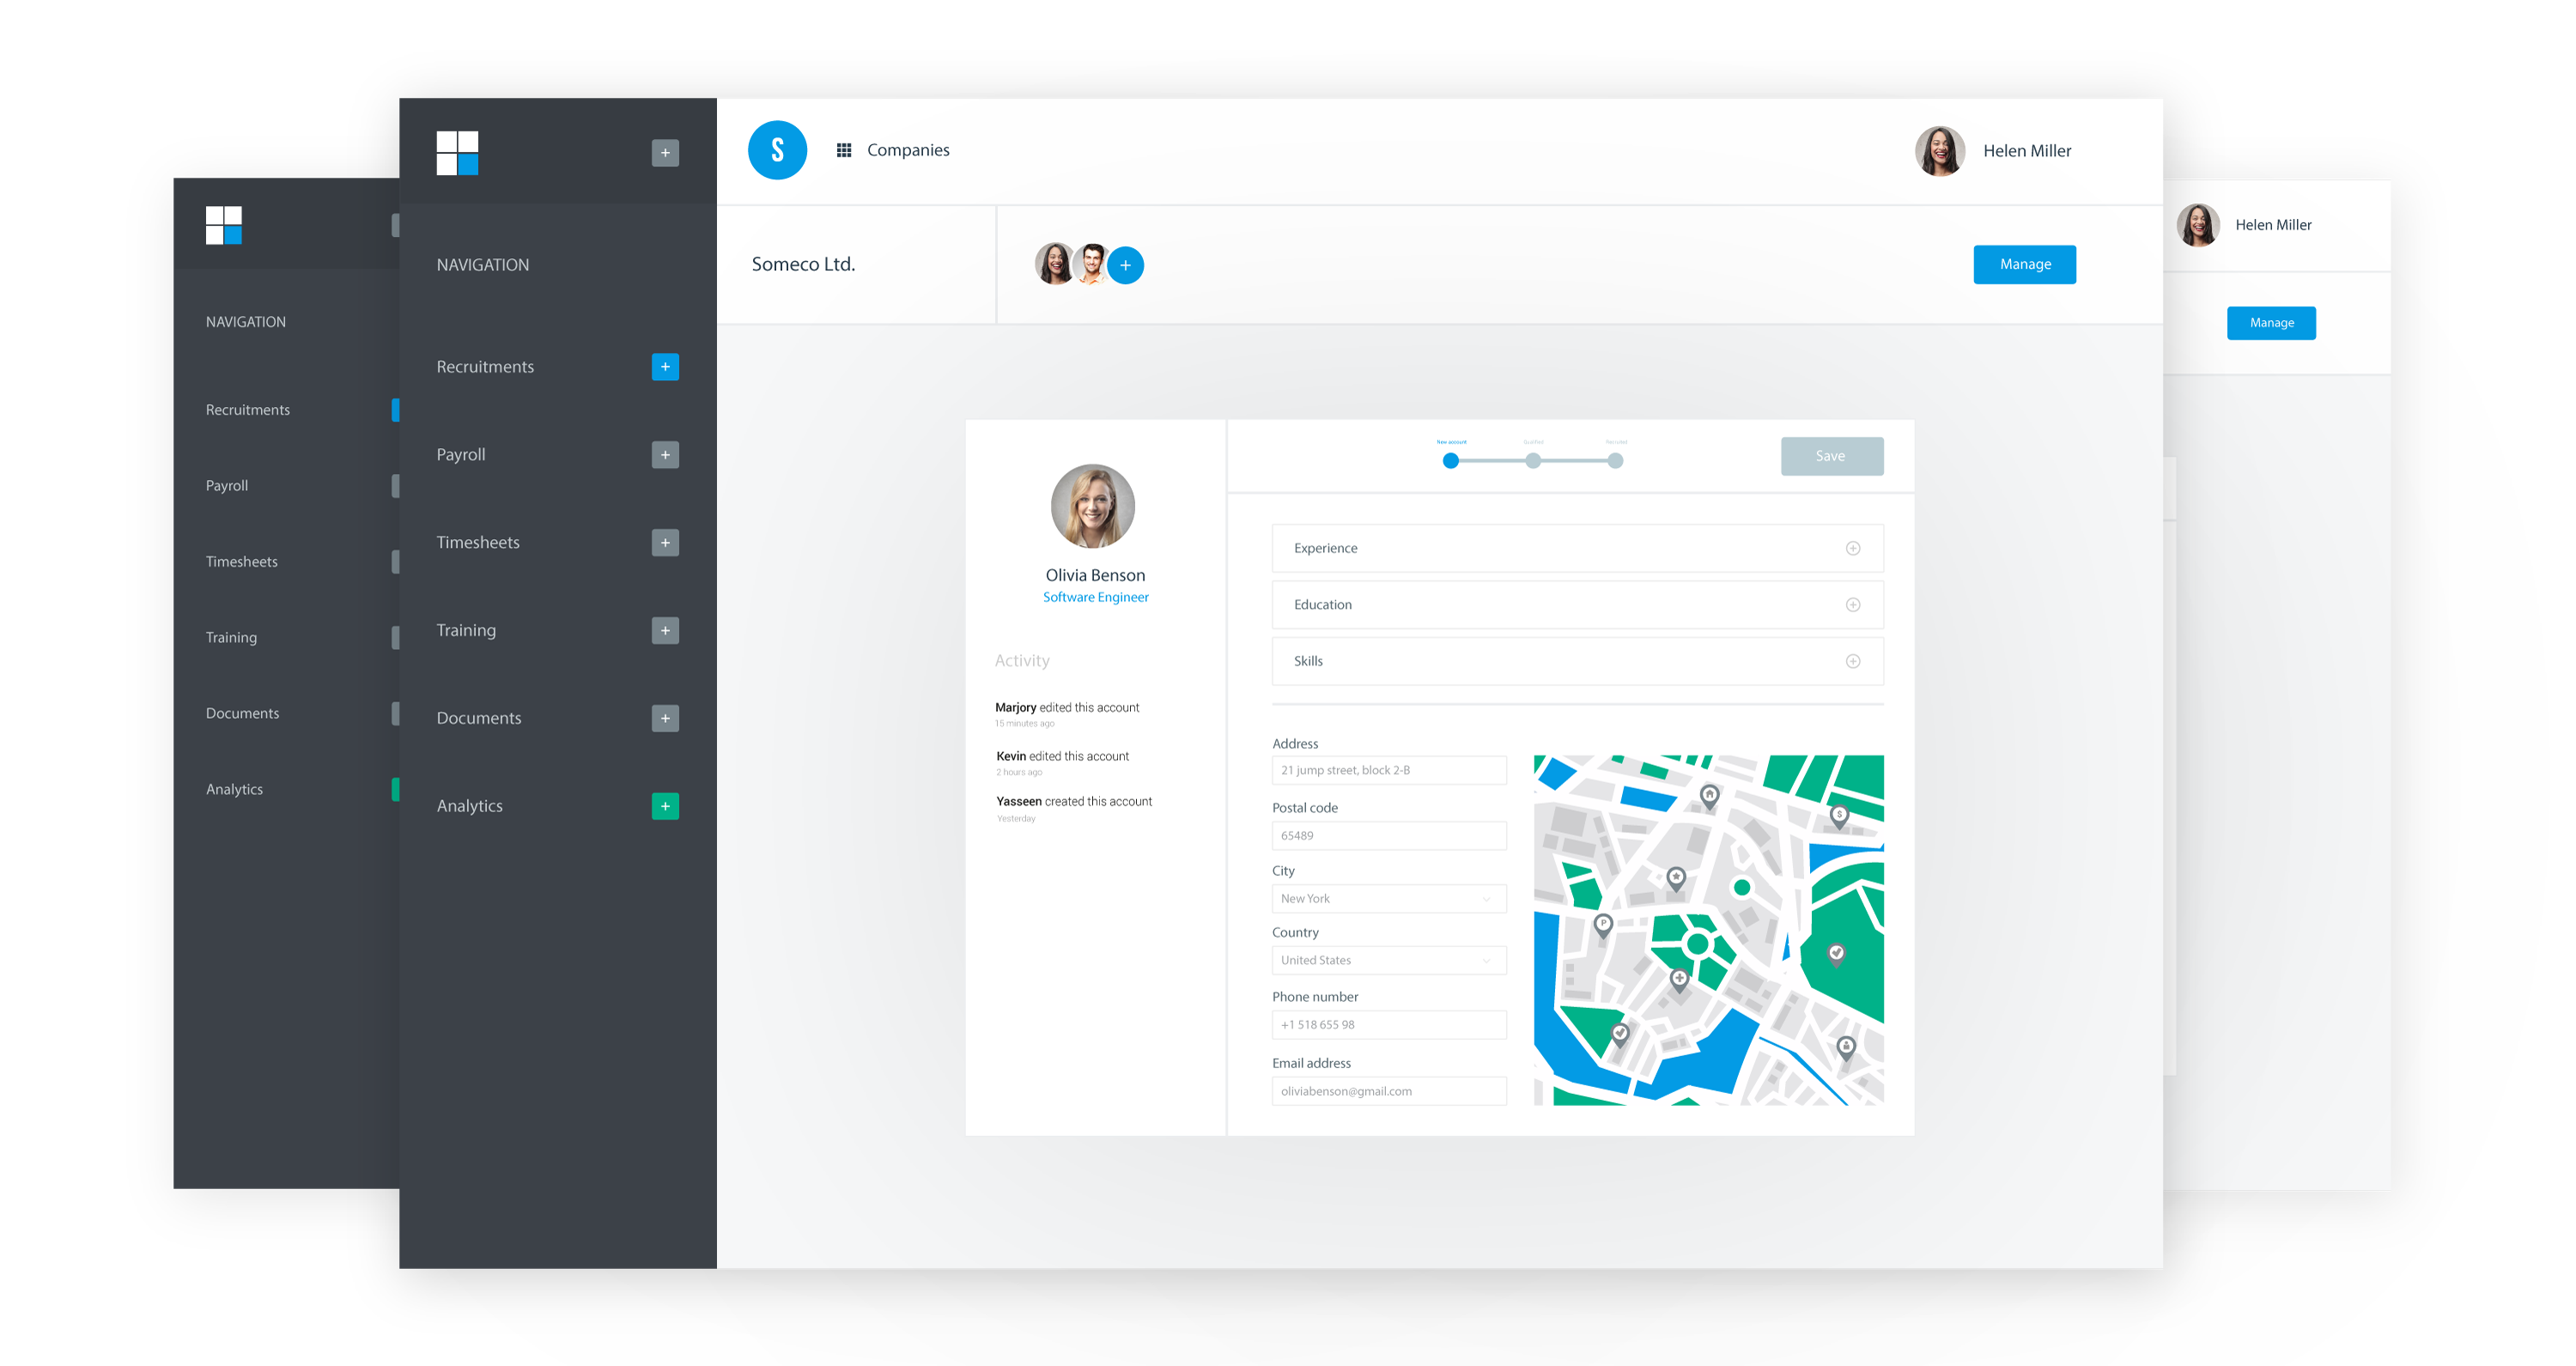 S
Companies
Helen Miller
NAVIGATION
Someco Ltd.
Manage
Recruitments
Payroll
Timesheets
Training
Documents
Analytics
New account
Qualified
Recruited
Save
Olivia Benson
Software Engineer
Activity
Marjory edited this account
15 minutes ago
Kevin edited this account
2 hours ago
Yasseen created this account
Yesterday
Experience
Education
Skills
Address
21 jump street, block 2-B
Postal code
65489
City
New York
Country
United States
Phone number
+1 518 655 98
Email address
oliviabenson@gmail.com
$
P
NAVIGATION
Recruitments
Payroll
Timesheets
Training
Documents
Analytics
Helen Miller
Manage